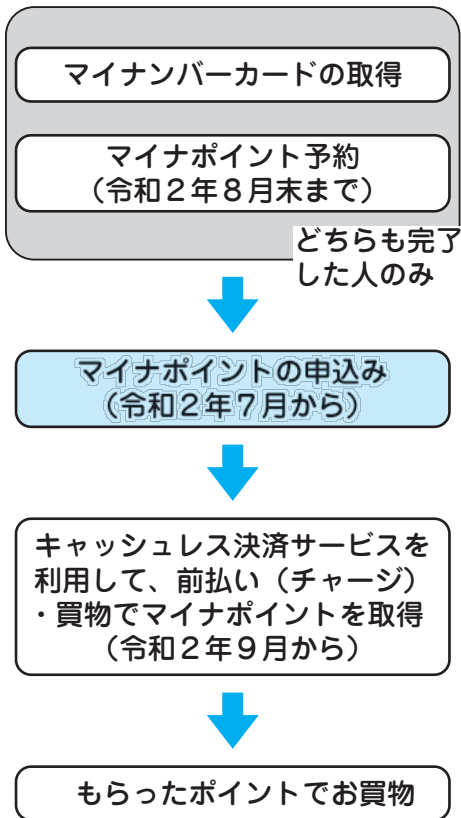 マイナンバーカードの取得
マイナポイント予約
（令和２年８月末まで）
どちらも完了
した人のみ
マイナポイントの申込み
（令和２年７月から）
キャッシュレス決済サービスを
利用して、前払い（チャージ）
・買物でマイナポイントを取得
（令和２年９月から）
もらったポイントでお買物